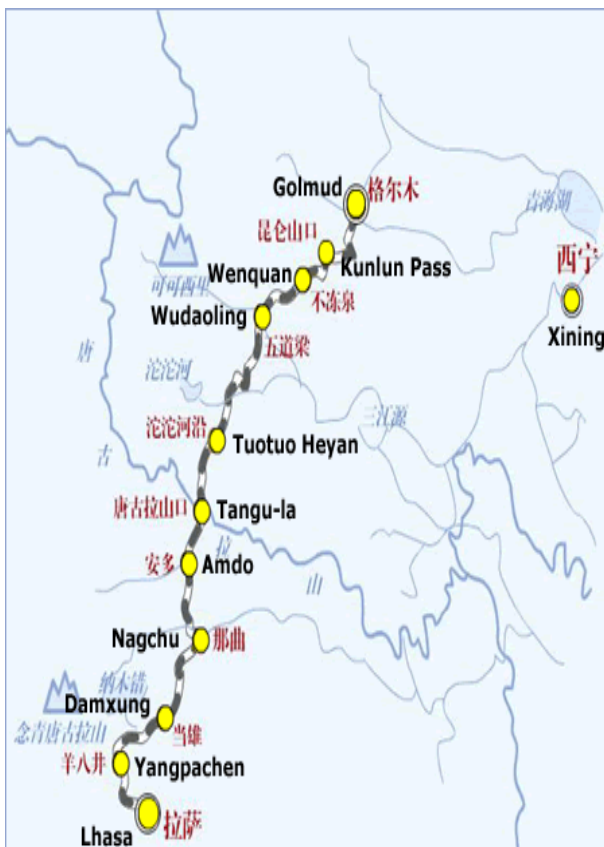 Golmud 格尔木
青海湖
昆仑山口
Kunlun Pass
西宁
可可西里
Wenquan
不冻泉
Xining
Wudaoling
五道梁
唐
沱沱河
三江源
沱沱河沿
Tuotuo Heyan
古
唐古拉山口
Tangu-la
拉
安多
Amdo
山
Nagchu
那曲
纳木错
Damxung
当雄
念青唐古拉山
羊八井
Yangpachen
Lhasa
拉萨